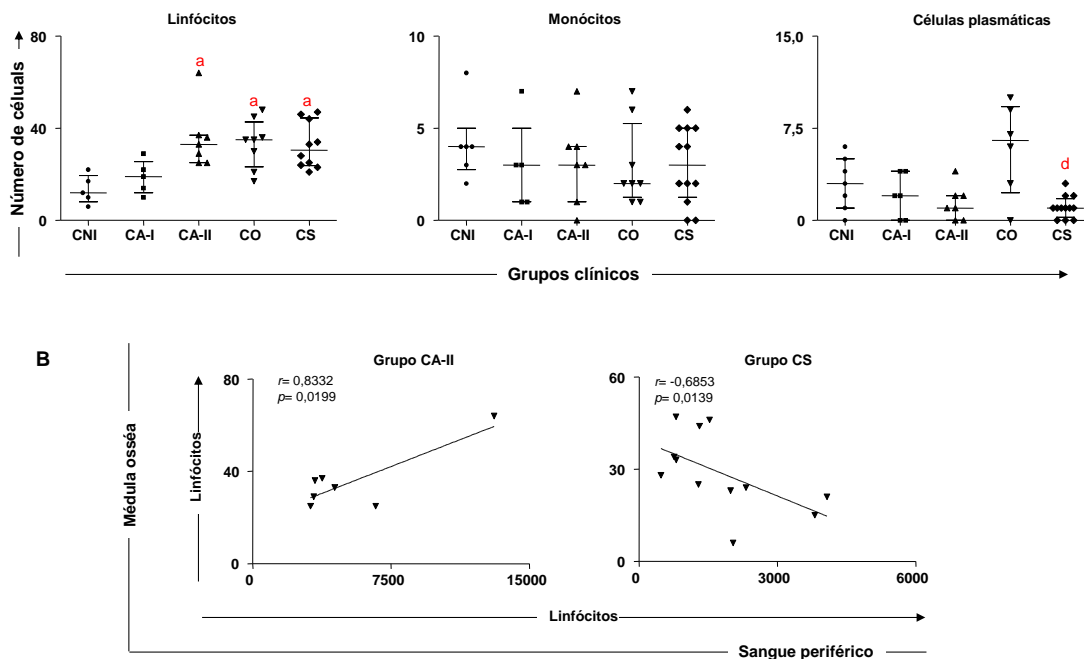 Linfócitos
Monócitos
Células plasmáticas
Número de céluals
80
40
0
a
a
a
CNI
CA-I
CA-II
CO
CS
10
5
0
CNI
CA-I
CA-II
CO
CS
15,0
7,5
0
d
CNI
CA-I
CA-II
CO
CS
Grupos clínicos
B
Grupo CA-II
Grupo CS
Médula osséa
Linfócitos
80
40
0
r= 0,8332
p= 0,0199
0
7500
15000
60
30
0
r= -0,6853
p= 0,0139
0
3000
6000
Linfócitos
Sangue periférico